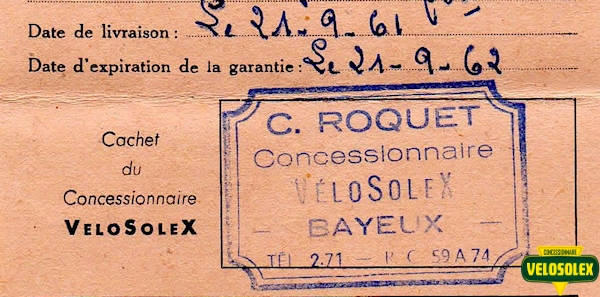 Date de livraison : Le 21-9-61
Date d'expiration de la garantie : Le 21-9-62
Cachet
du
Concessionnaire
VELOSOLEX
C. ROQUET
Concessionnaire
VÉLOSOLEX
— BAYEUX —
TÉL 2.71 — R.C. 59 A 74
CONCESSIONNAIRE
VELOSOLEX